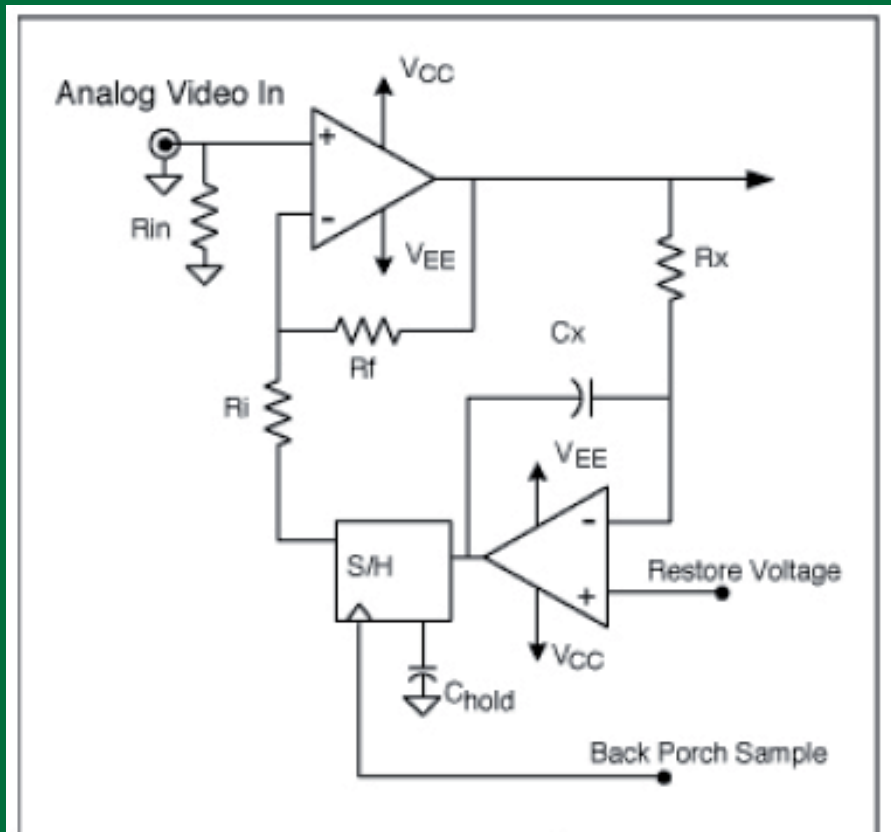 Analog Video In
VCC
+
-
Rin
VEE
Rx
Rf
Cx
Ri
VEE
-
S/H
Restore Voltage
+
VCC
Chold
Back Porch Sample